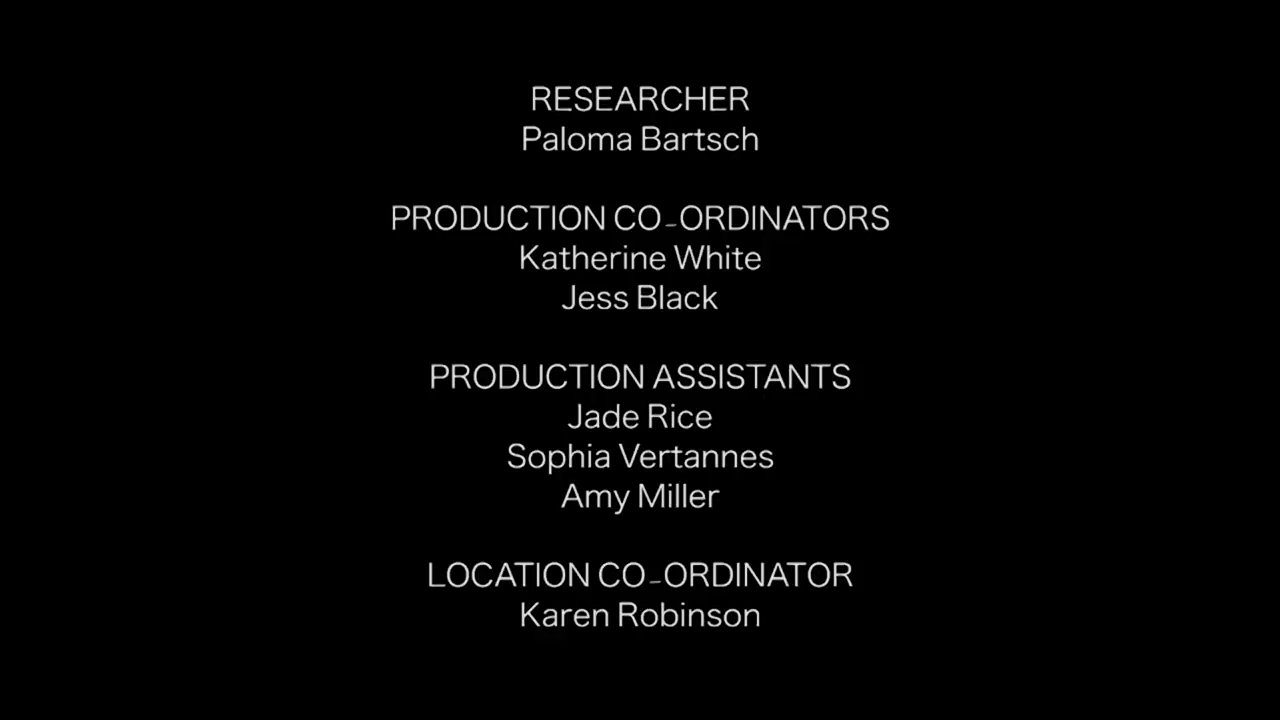 RESEARCHER
Paloma Bartsch
PRODUCTION CO-ORDINATORS
Katherine White
Jess Black
PRODUCTION ASSISTANTS
Jade Rice
Sophia Vertannes
Amy Miller
LOCATION CO-ORDINATOR
Karen Robinson